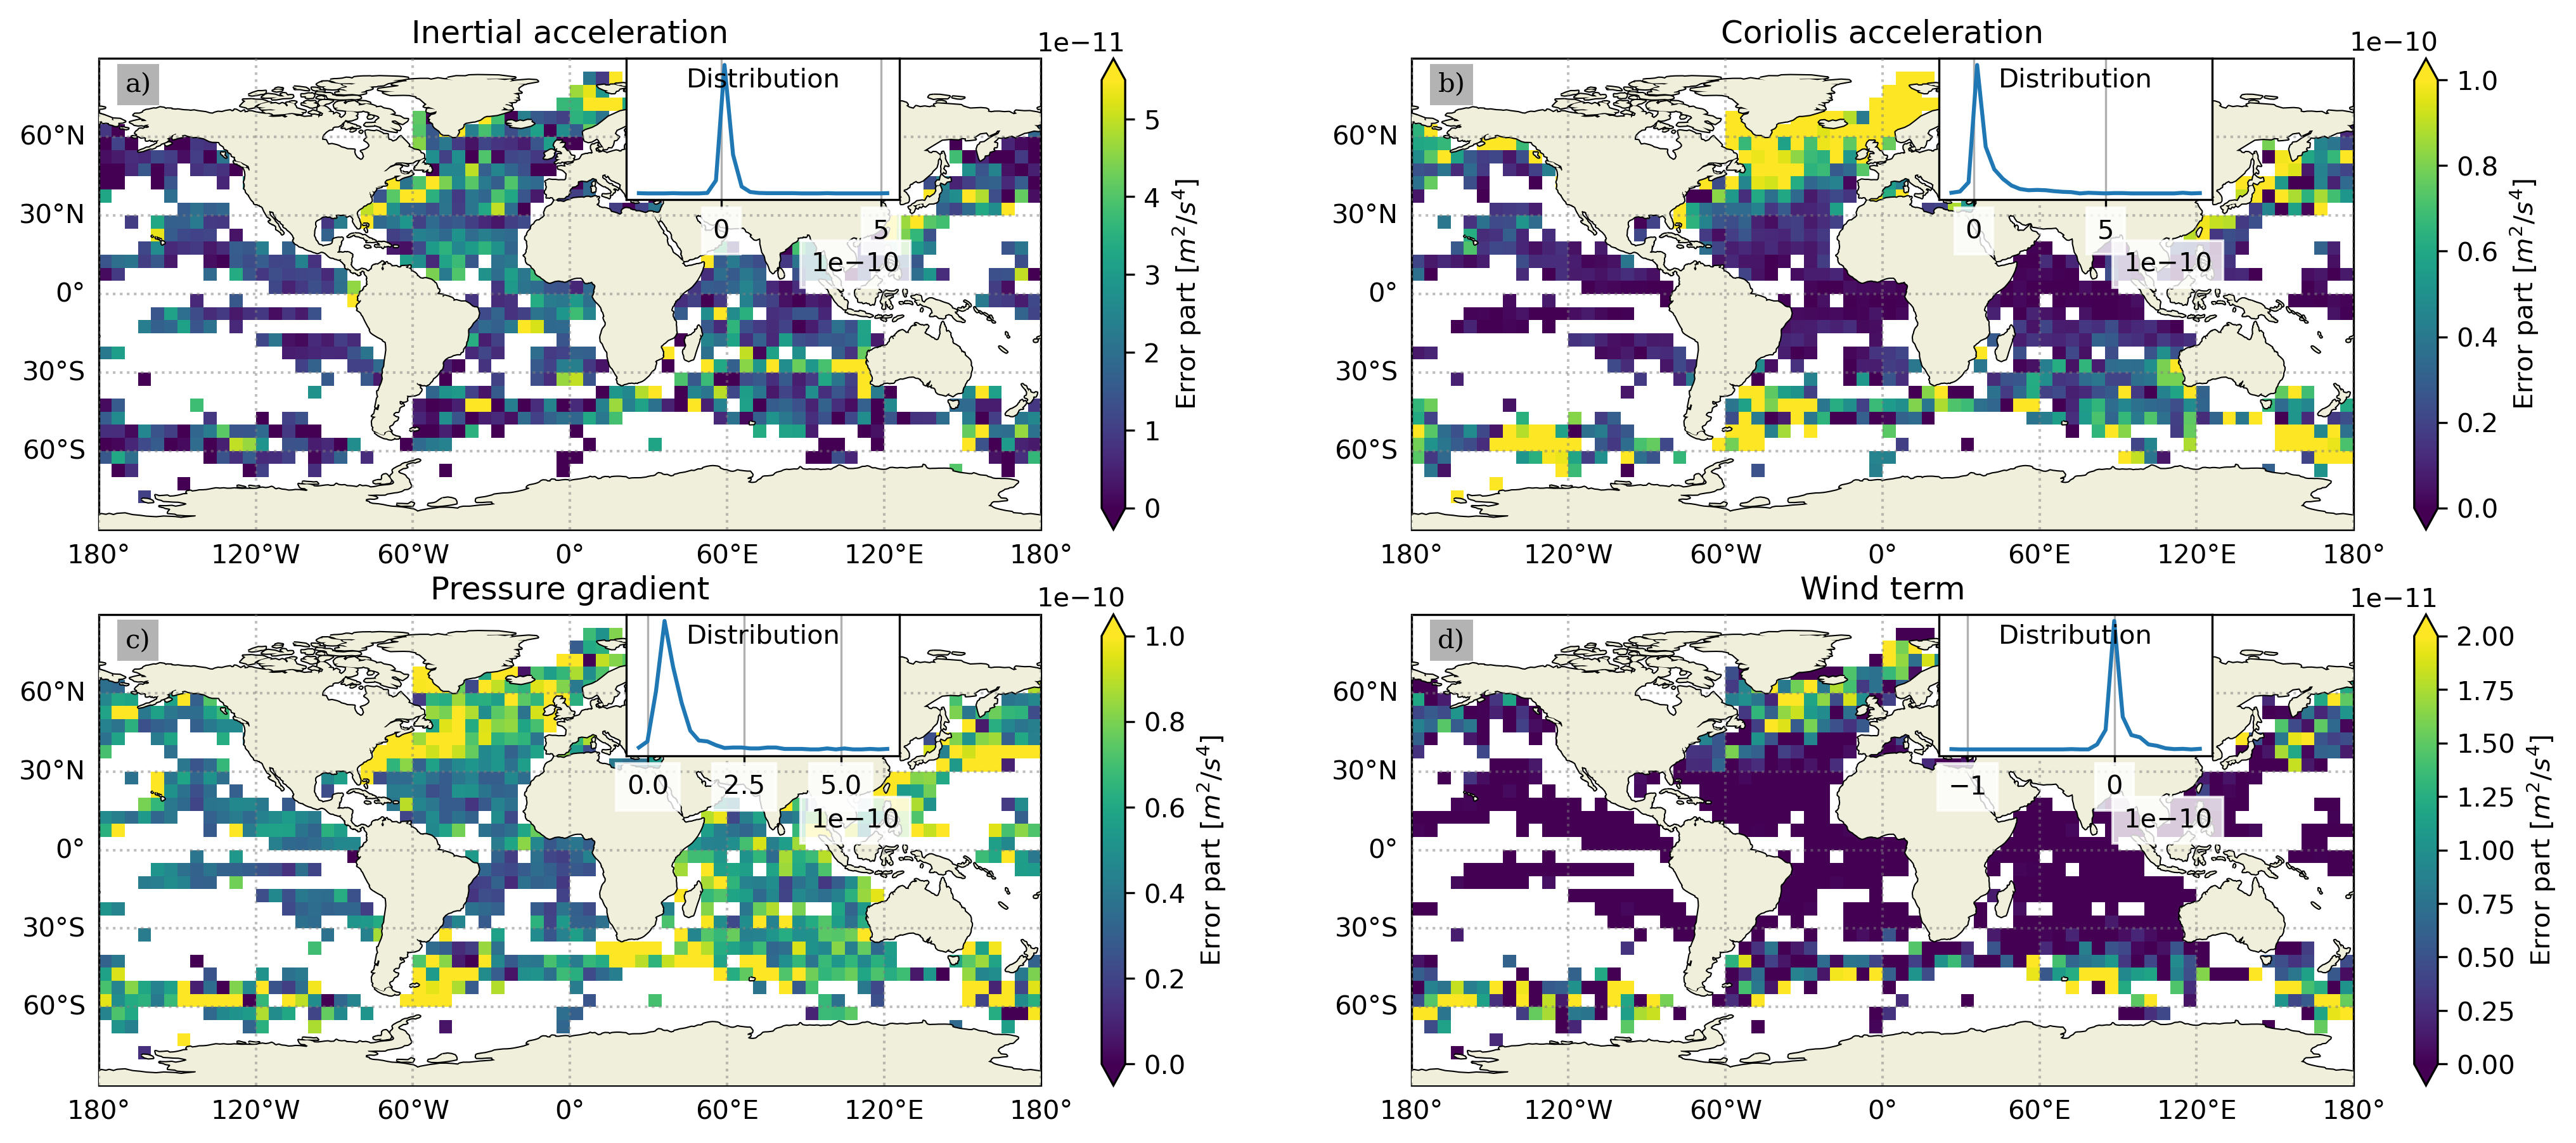 Inertial acceleration
1e−11
a)
Distribution
0
5
1e−10
60°N
30°N
0°
30°S
60°S
180°
120°W
60°W
0°
60°E
120°E
180°
5
4
3
2
1
0
Error part [m²/s⁴]
Coriolis acceleration
1e−10
b)
Distribution
0
5
1e−10
60°N
30°N
0°
30°S
60°S
180°
120°W
60°W
0°
60°E
120°E
180°
1.0
0.8
0.6
0.4
0.2
0.0
Error part [m²/s⁴]
Pressure gradient
1e−10
c)
Distribution
0.0
2.5
5.0
1e−10
60°N
30°N
0°
30°S
60°S
180°
120°W
60°W
0°
60°E
120°E
180°
1.0
0.8
0.6
0.4
0.2
0.0
Error part [m²/s⁴]
Wind term
1e−11
d)
Distribution
−1
0
1e−10
60°N
30°N
0°
30°S
60°S
180°
120°W
60°W
0°
60°E
120°E
180°
2.00
1.75
1.50
1.25
1.00
0.75
0.50
0.25
0.00
Error part [m²/s⁴]